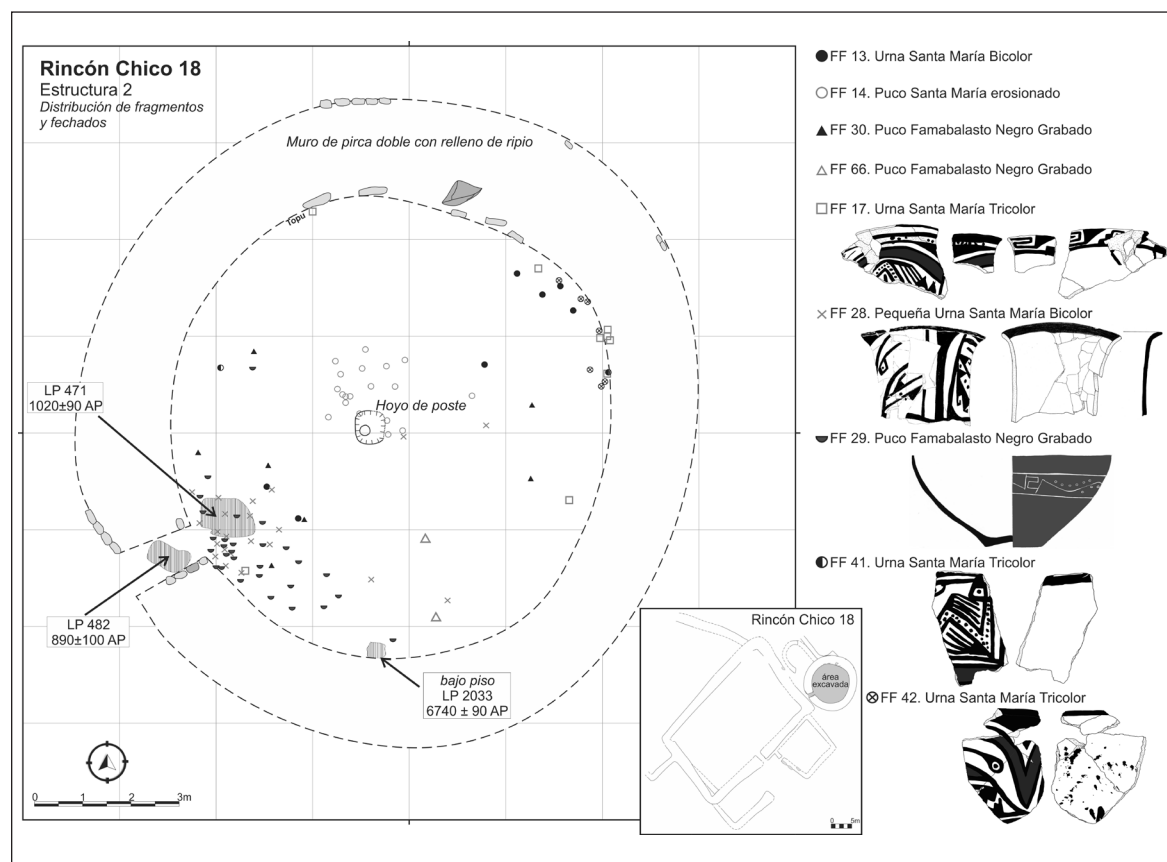 Rincón Chico 18
Estructura 2
Distribución de fragmentos
y fechados
Muro de pirca doble con relleno de ripio
Topu
Hoyo de poste
LP 471
1020±90 AP
LP 482
890±100 AP
bajo piso
LP 2033
6740 ± 90 AP
0 1 2 3m
Rincón Chico 18
área
excavada
0 5m
FF 13. Urna Santa María Bicolor
FF 14. Puco Santa María erosionado
FF 30. Puco Famabalasto Negro Grabado
FF 66. Puco Famabalasto Negro Grabado
FF 17. Urna Santa María Tricolor
FF 28. Pequeña Urna Santa María Bicolor
FF 29. Puco Famabalasto Negro Grabado
FF 41. Urna Santa María Tricolor
FF 42. Urna Santa María Tricolor